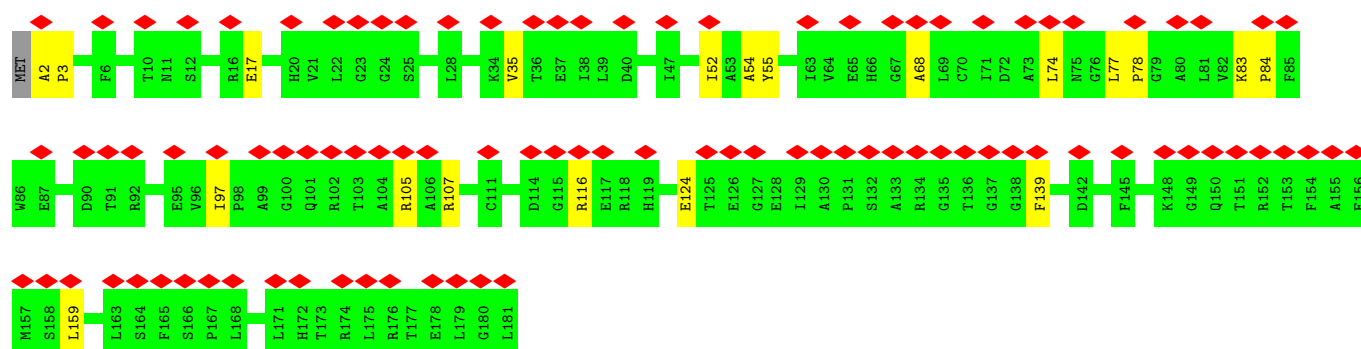 MET A2 P3 F6 T10 N11 S12 R16 E17 H20 V21 L22 G23 G24 S25 L28 K34 V35 T36 E37 I38 L39 D40 I47 I52 A53 A54 Y55 I63 V64 E65 H66 G67 A68 L69 C70 I71 D72 A73 L74 N75 G76 L77 P78 G79 A80 L81 V82 K83 P84 F85
W86 E87 D90 T91 R92 E95 V96 I97 P98 A99 G100 Q101 R102 T103 A104 R105 A106 R107 C111 D114 G115 R116 E117 R118 H119 E124 T125 E126 G127 E128 I129 A130 P131 S132 A133 R134 G135 T136 G137 G138 F139 D142 F145 K148 G149 Q150 T151 R152 T153 F154 A155 E156
M157 S158 L159 L163 S164 F165 S166 P167 L168 L171 H172 T173 R174 L175 R176 T177 E178 L179 G180 L181